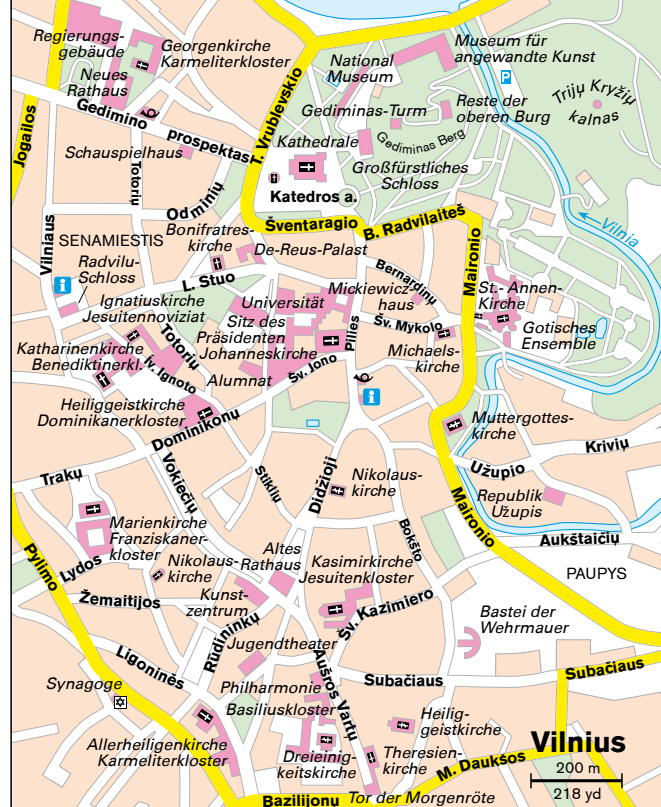 Regierungs-
gebäude
Georgenkirche
Karmeliterkloster
Neues
Rathaus
Gedimino
prospektas
Jogailos
T. Vrublevskio
National
Museum
Museum für
angewandte Kunst
P
Trijų Kryžių
kalnas
Gediminas-Turm
Reste der
oberen Burg
Gediminas Berg
Kathedrale
Großfürstliches
Schloss
Katedros a.
Schauspielhaus
Totorių
Odminių
Šventaragio
B. Radvilaitės
Vilnia
Vilniaus
SENAMIESTIS
Bonifratres-
kirche
De-Reus-Palast
Radvilu-
Schloss
i
L. Stuo
Bernardinų
Maironio
St.- Annen-
Kirche
Ignatiuskirche
Jesuitennoviziat
Universität
Mickiewicz-
haus
Sitz des
Präsidenten
Johanneskirche
Pilies
Šv. Mykolo
Gotisches
Ensemble
Totorių
Katharinenkirche
Benediktinerkl.
Iv. Ignoto
Alumnat
Šv. Jono
Michaels-
kirche
i
Heiliggeistkirche
Dominikanerkloster
Dominikonų
Muttergottes-
kirche
Krivių
Užupio
Trakų
Vokiečių
Stiklių
Didžioji
Nikolaus-
kirche
Republik
Užupis
Maironio
Bokšto
Aukštaičių
Marienkirche
Franziskaner-
kloster
Lydos
Pylimo
Nikolaus-
kirche
Altes
Rathaus
Kasimirkirche
Jesuitenkloster
PAUPYS
Žemaitijos
Kunst-
zentrum
Rūdininkų
Šv. Kazimiero
Bastei der
Wehrmauer
Jugendtheater
Ligoninės
Aušros Vartų
Subačiaus
Subačiaus
Synagoge
Philharmonie
Basiliuskloster
Heilig-
geistkirche
Vilnius
Allerheiligenkirche
Karmeliterkloster
Dreieinig-
keitskirche
Theresien-
kirche
M. Daukšos
200 m
218 yd
Bazilijonų
Tor der Morgenröte